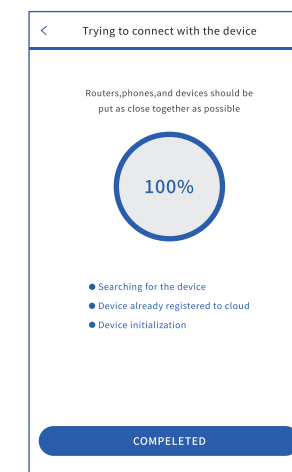 Trying to connect with the device
Routers,phones,and devices should be
put as close together as possible
100%
Searching for the device
Device already registered to cloud
Device initialization
COMPELETED